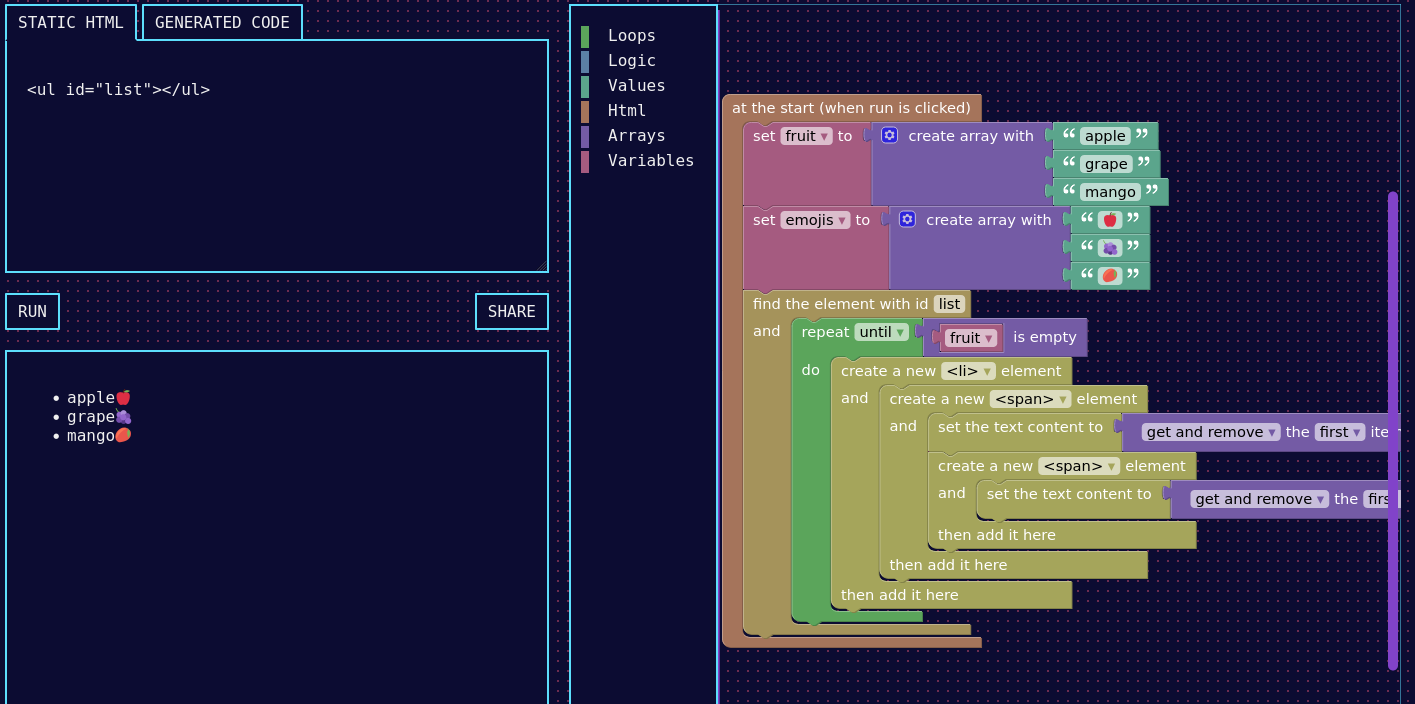 STATIC HTML GENERATED CODE
<ul id="list"></ul>
RUN SHARE
• apple🍎
• grape🍇
• mango🥭
Loops
Logic
Values
Html
Arrays
Variables
at the start (when run is clicked)
set fruit ▾ to create array with “ apple ”
“ grape ”
“ mango ”
set emojis ▾ to create array with “ 🍎 ”
“ 🍇 ”
“ 🥭 ”
find the element with id list
and repeat until ▾ fruit ▾ is empty
do create a new <li> ▾ element
and create a new <span> ▾ element
and set the text content to get and remove ▾ the first ▾
create a new <span> ▾ element
and set the text content to get and remove ▾ the
then add it here
then add it here
then add it here